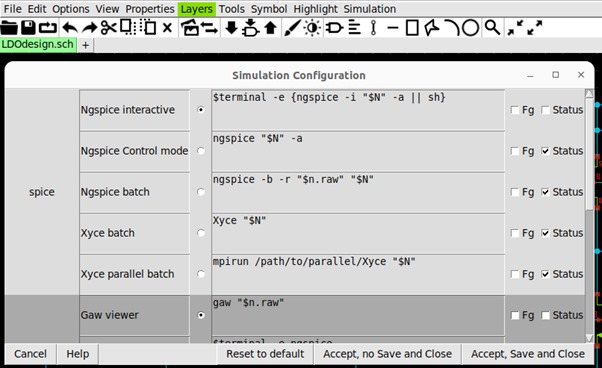 File Edit Options View Properties Layers Tools Symbol Highlight Simulation
LDOdesign.sch +
Simulation Configuration
spice
Ngspice interactive $terminal -e {ngspice -i "$N" -a || sh} Fg Status
Ngspice Control mode ngspice "$N" -a Fg Status
Ngspice batch ngspice -b -r "$n.raw" "$N" Fg Status
Xyce batch Xyce "$N" Fg Status
Xyce parallel batch mpirun /path/to/parallel/Xyce "$N" Fg Status
Gaw viewer gaw "$n.raw" Fg Status
$terminal -e ngspice
Cancel Help Reset to default Accept, no Save and Close Accept, Save and Close